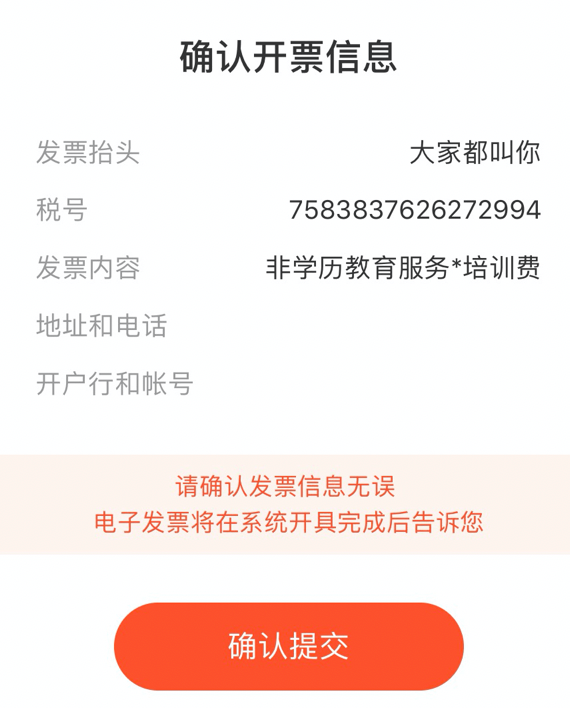 确认开票信息
发票抬头 大家都叫你
税号 7583837626272994
发票内容 非学历教育服务*培训费
地址和电话
开户行和帐号
请确认发票信息无误
电子发票将在系统开具完成后告诉您
确认提交